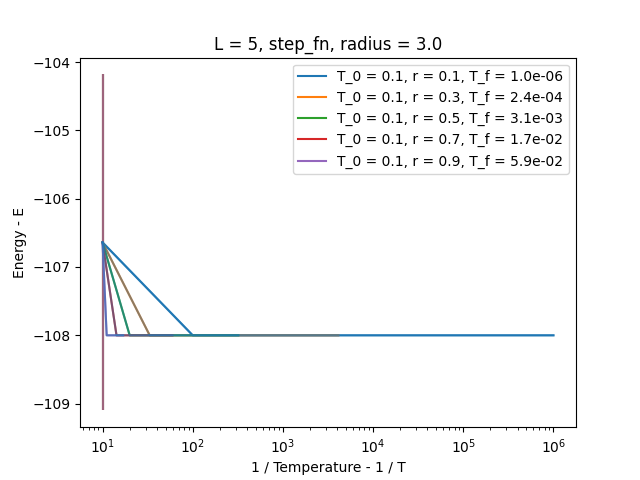 L = 5, step_fn, radius = 3.0
T_0 = 0.1, r = 0.1, T_f = 1.0e-06
T_0 = 0.1, r = 0.3, T_f = 2.4e-04
T_0 = 0.1, r = 0.5, T_f = 3.1e-03
T_0 = 0.1, r = 0.7, T_f = 1.7e-02
T_0 = 0.1, r = 0.9, T_f = 5.9e-02
Energy - E
−104
−105
−106
−107
−108
−109
10¹ 10² 10³ 10⁴ 10⁵ 10⁶
1 / Temperature - 1 / T